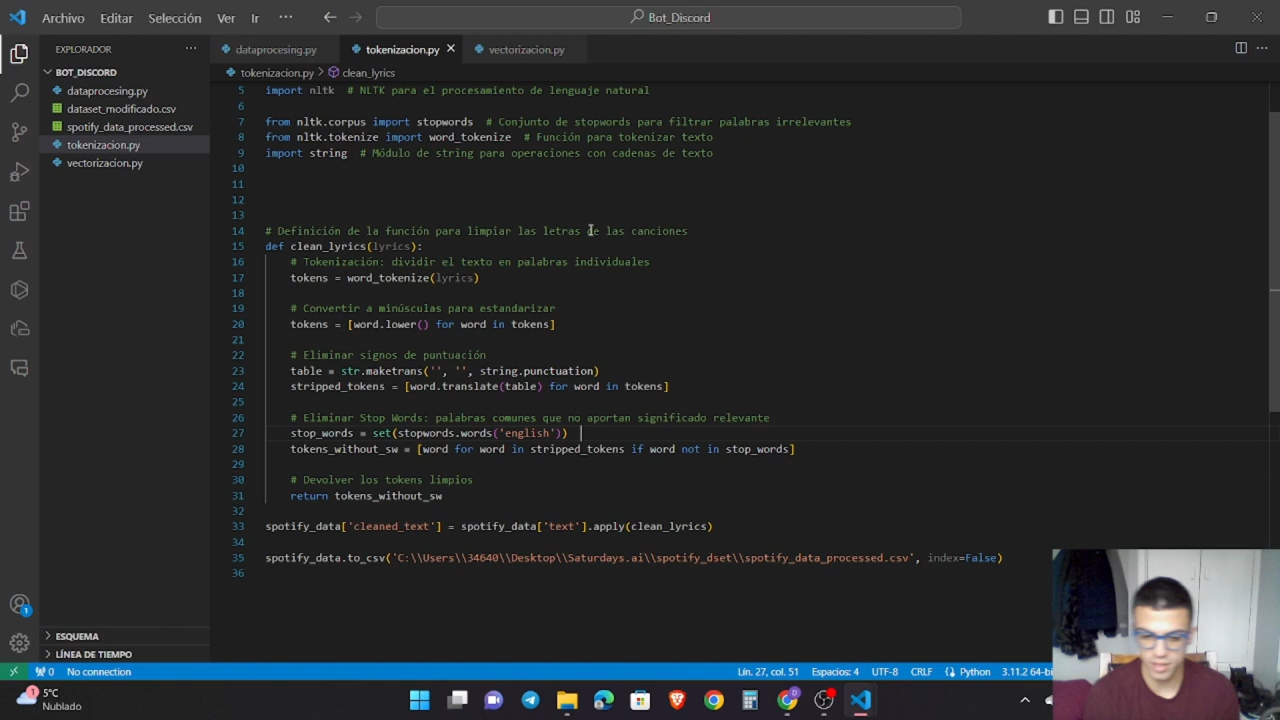 Archivo Editar Selección Ver Ir ··· Bot_Discord
EXPLORADOR ···
dataprocesing.py tokenizacion.py vectorizacion.py
BOT_DISCORD
tokenizacion.py > clean_lyrics
dataprocesing.py
dataset_modificado.csv
spotify_data_processed.csv
tokenizacion.py
vectorizacion.py
5 import nltk # NLTK para el procesamiento de lenguaje natural
6
7 from nltk.corpus import stopwords # Conjunto de stopwords para filtrar palabras irrelevantes
8 from nltk.tokenize import word_tokenize # Función para tokenizar texto
9 import string # Módulo de string para operaciones con cadenas de texto
10
11
12
13
14 # Definición de la función para limpiar las letras de las canciones
15 def clean_lyrics(lyrics):
16 # Tokenización: dividir el texto en palabras individuales
17 tokens = word_tokenize(lyrics)
18
19 # Convertir a minúsculas para estandarizar
20 tokens = [word.lower() for word in tokens]
21
22 # Eliminar signos de puntuación
23 table = str.maketrans('', '', string.punctuation)
24 stripped_tokens = [word.translate(table) for word in tokens]
25
26 # Eliminar Stop Words: palabras comunes que no aportan significado relevante
27 stop_words = set(stopwords.words('english'))
28 tokens_without_sw = [word for word in stripped_tokens if word not in stop_words]
29
30 # Devolver los tokens limpios
31 return tokens_without_sw
33 spotify_data['cleaned_text'] = spotify_data['text'].apply(clean_lyrics)
34
35 spotify_data.to_csv('C:\\Users\\34640\\Desktop\\Saturdays.ai\\spotify_dset\\spotify_data_processed.csv', index=False)
36
ESQUEMA
LÍNEA DE TIEMPO
0 No connection Lín. 27, col. 51 Espacios: 4 UTF-8 CRLF Python 3.11.2 64-bi
1
5°C
Nublado